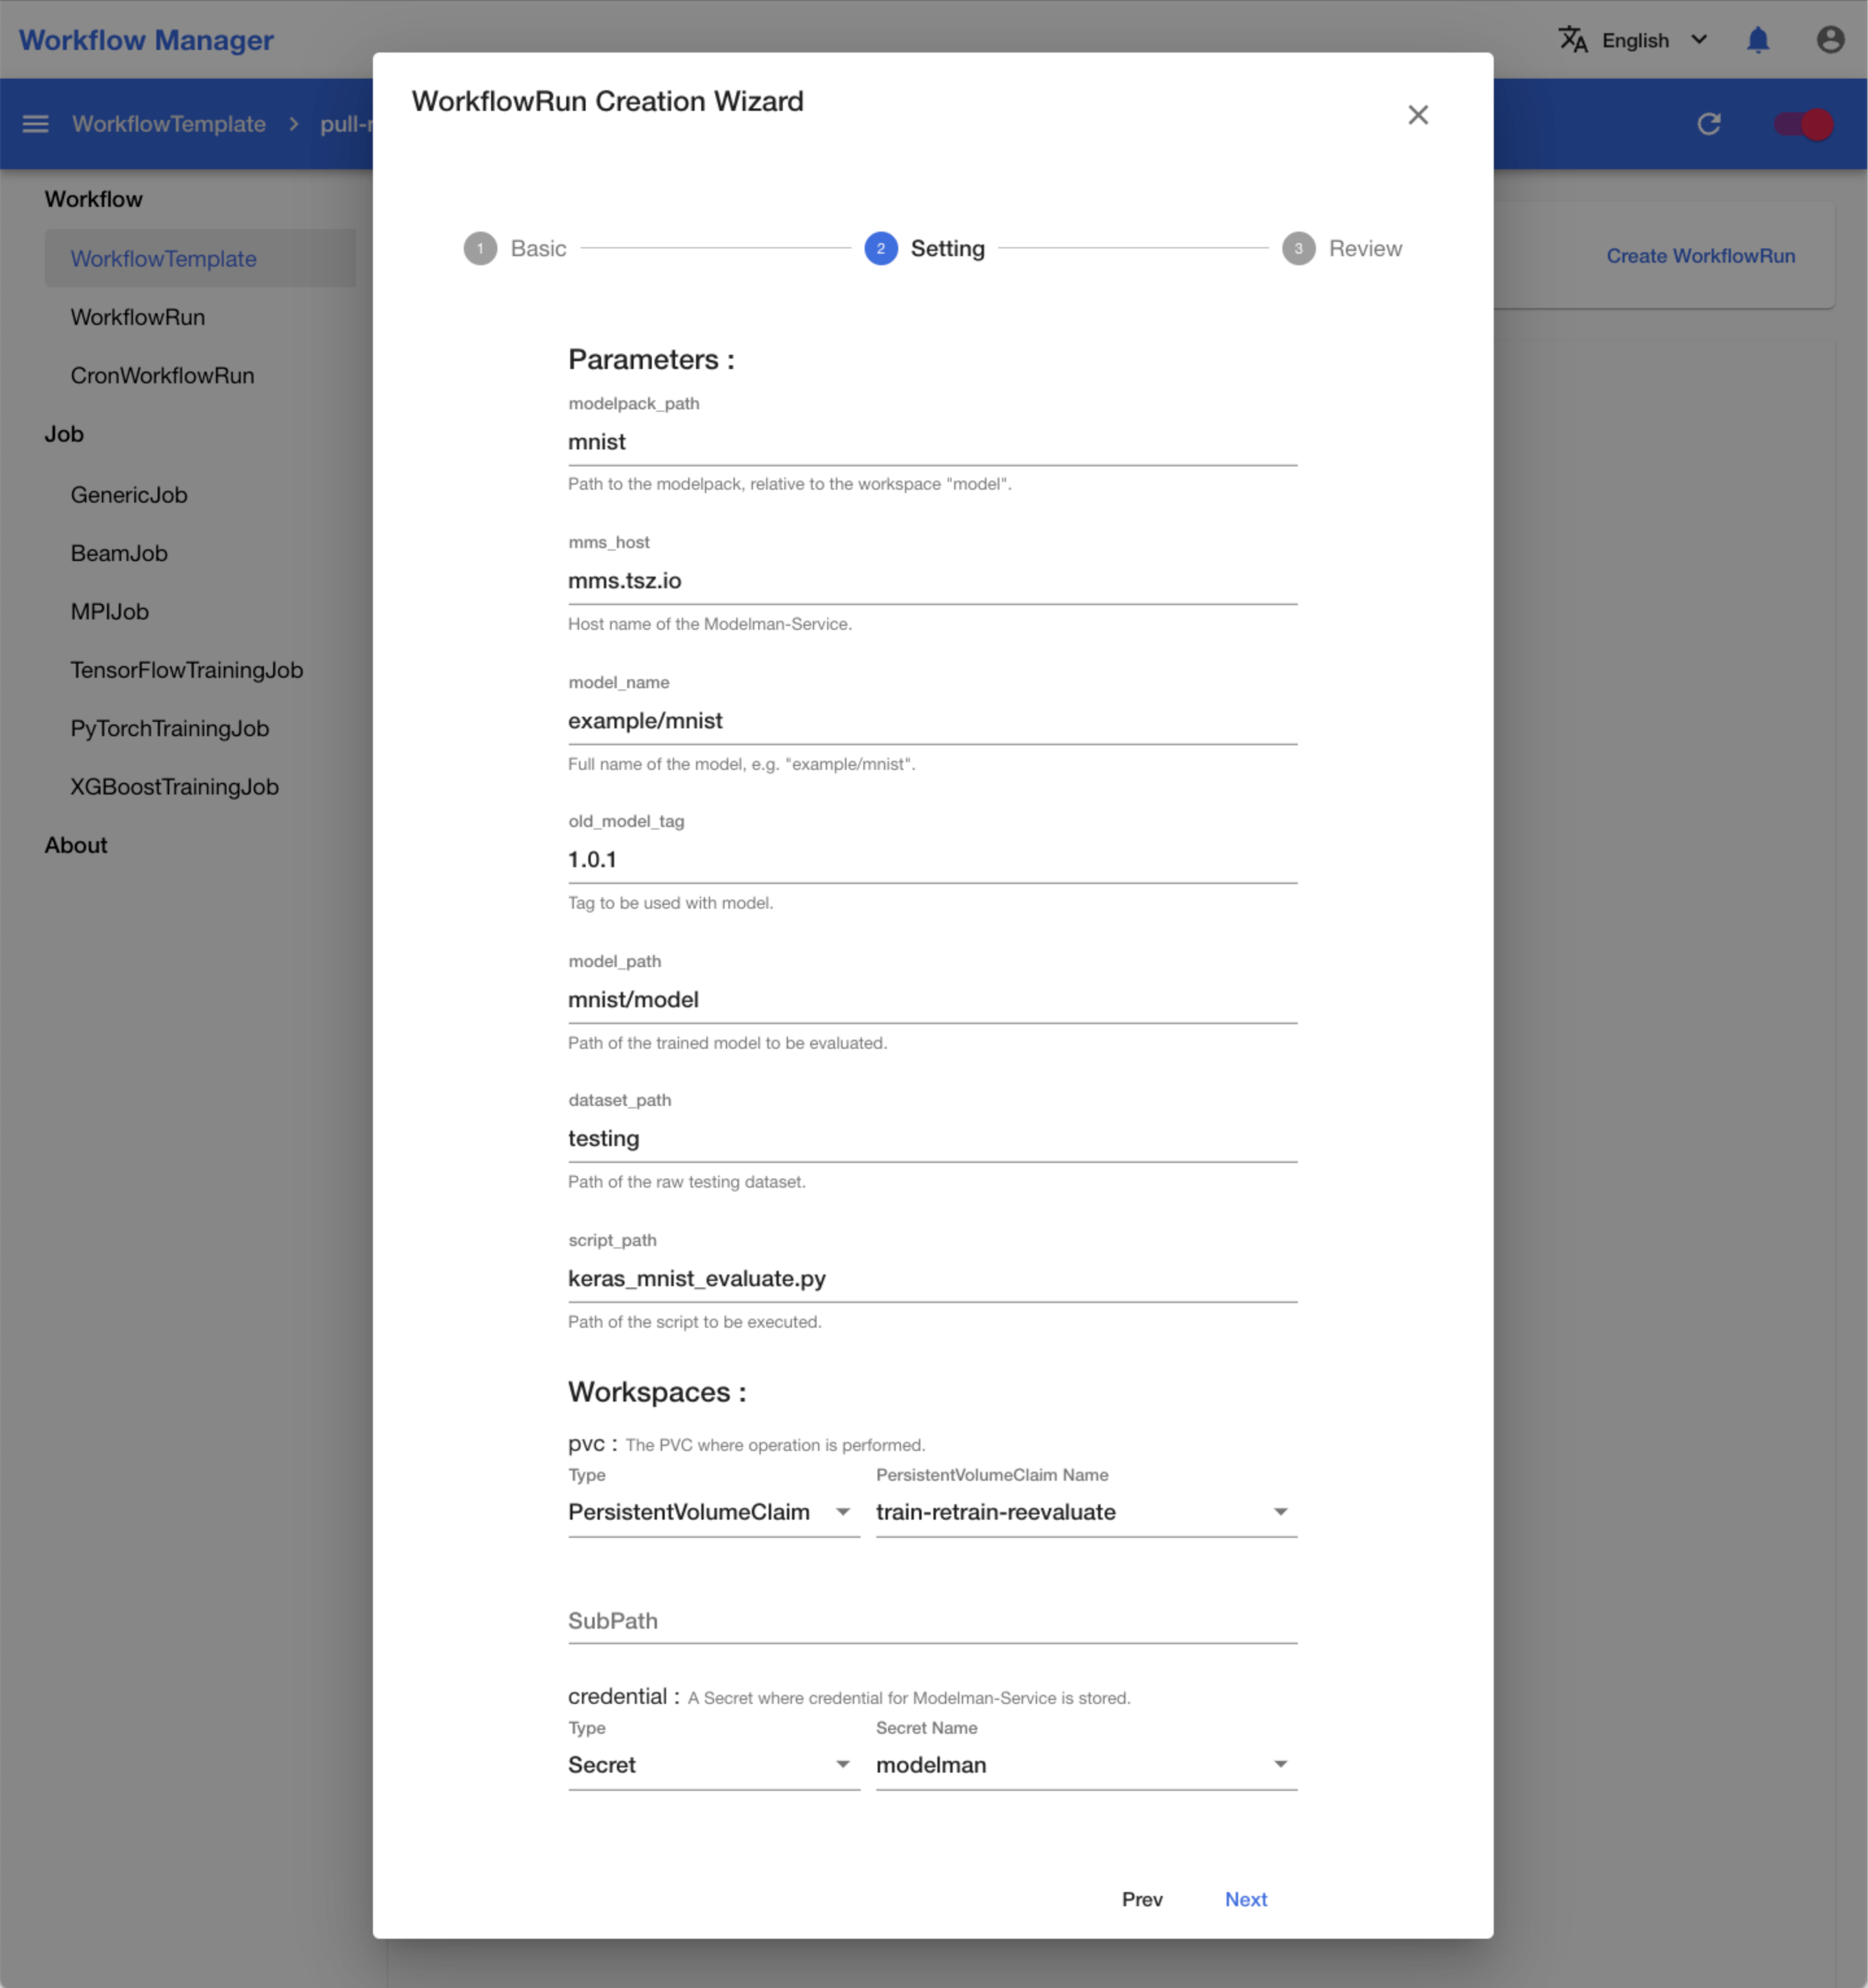 Workflow Manager
English
WorkflowTemplate > pull-
Workflow
WorkflowTemplate
WorkflowRun
CronWorkflowRun
Job
GenericJob
BeamJob
MPIJob
TensorFlowTrainingJob
PyTorchTrainingJob
XGBoostTrainingJob
About
Create WorkflowRun
WorkflowRun Creation Wizard
1 Basic
2 Setting
3 Review
Parameters :
modelpack_path
mnist
Path to the modelpack, relative to the workspace "model".
mms_host
mms.tsz.io
Host name of the Modelman-Service.
model_name
example/mnist
Full name of the model, e.g. "example/mnist".
old_model_tag
1.0.1
Tag to be used with model.
model_path
mnist/model
Path of the trained model to be evaluated.
dataset_path
testing
Path of the raw testing dataset.
script_path
keras_mnist_evaluate.py
Path of the script to be executed.
Workspaces :
pvc : The PVC where operation is performed.
Type PersistentVolumeClaim Name
PersistentVolumeClaim train-retrain-reevaluate
SubPath
credential : A Secret where credential for Modelman-Service is stored.
Type Secret Name
Secret modelman
Prev Next